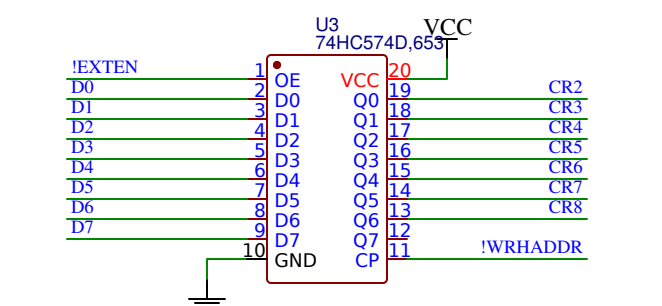 U3
VCC
74HC574D,653
!EXTEN 1 OE VCC 20
D0 2 D0 Q0 19 CR2
D1 3 D1 Q1 18 CR3
D2 4 D2 Q2 17 CR4
D3 5 D3 Q3 16 CR5
D4 6 D4 Q4 15 CR6
D5 7 D5 Q5 14 CR7
D6 8 D6 Q6 13 CR8
D7 9 D7 Q7 12
10 GND CP 11 !WRHADDR